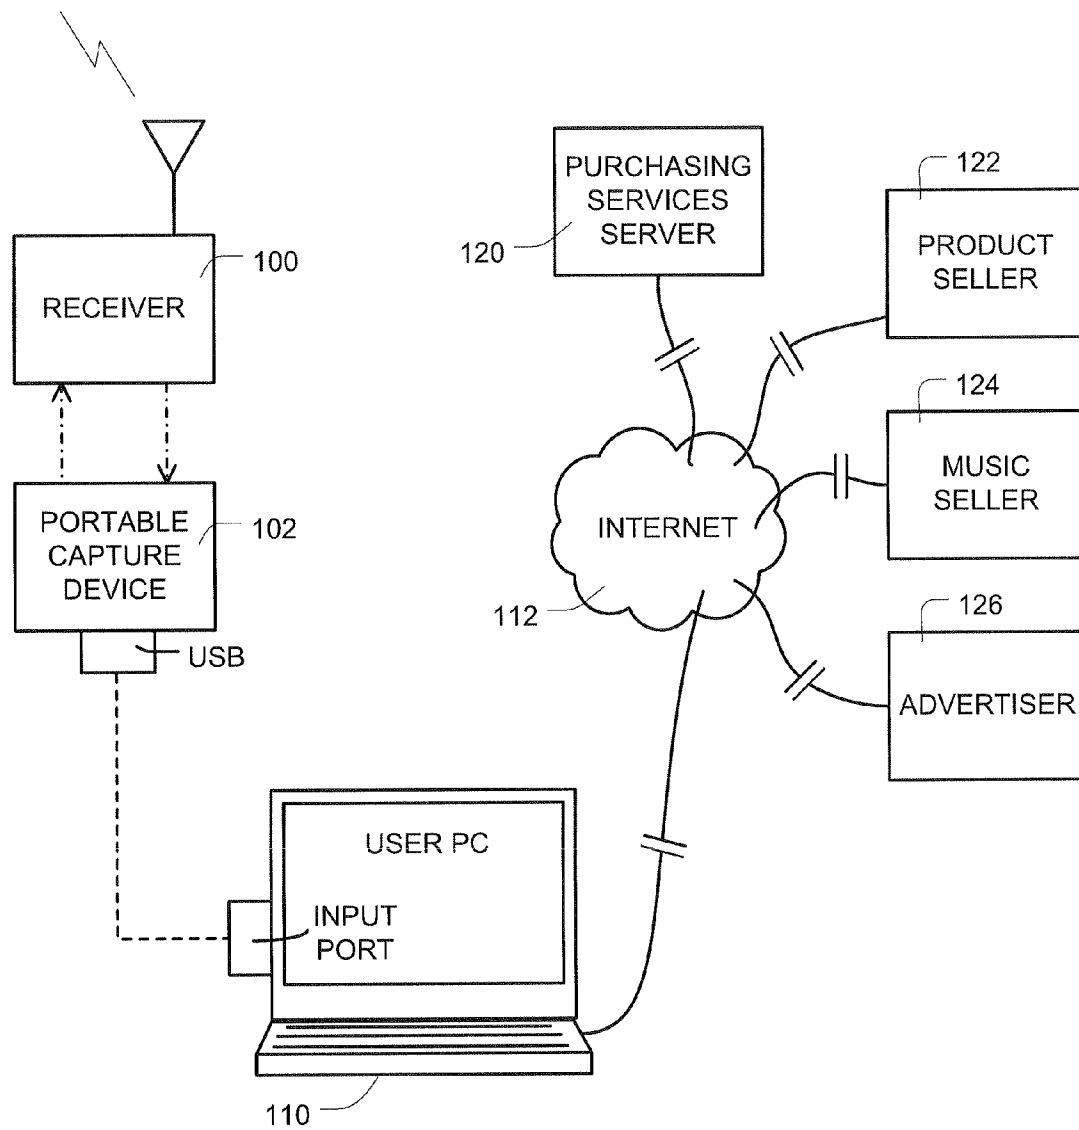 100
RECEIVER
PORTABLE
CAPTURE
DEVICE
102
USB
PURCHASING
SERVICES
SERVER
120
122
PRODUCT
SELLER
124
MUSIC
SELLER
INTERNET
112
126
ADVERTISER
USER PC
INPUT
PORT
110